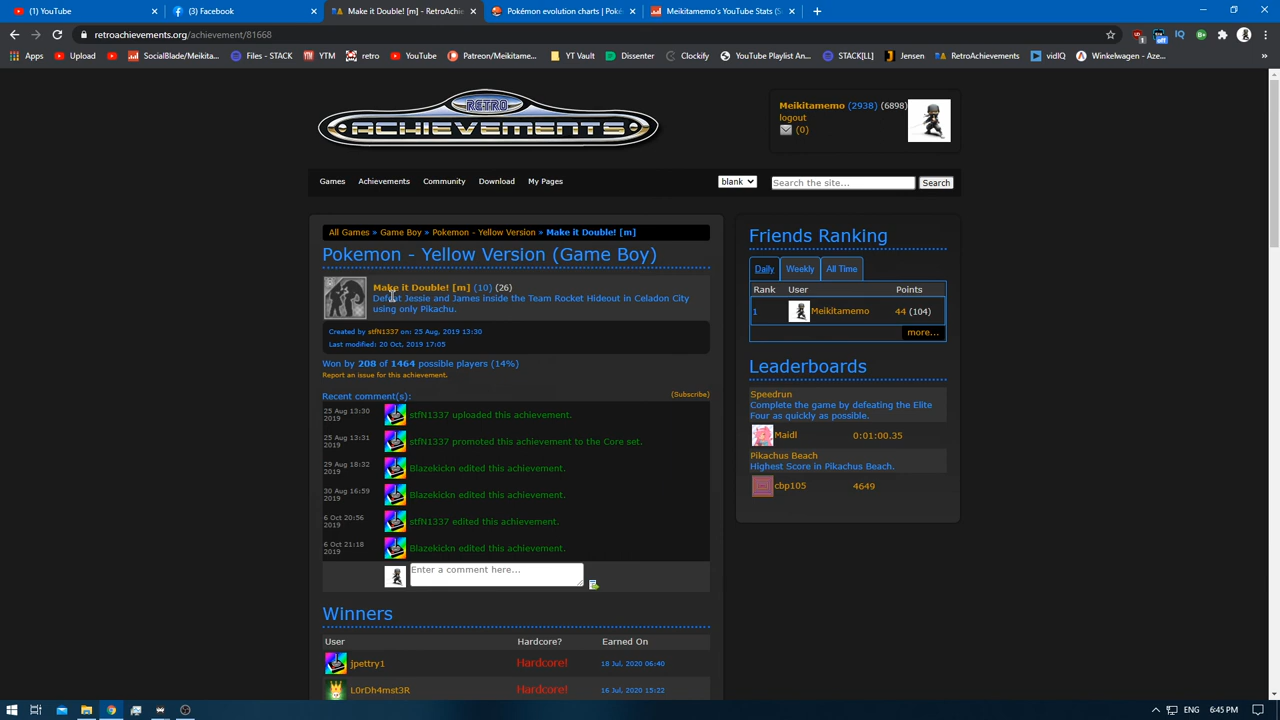 (1) YouTube
(3) Facebook
Make it Double! [m] - RetroAchie
Pokémon evolution charts | Poké
Meikitamemo's YouTube Stats (S
retroachievements.org/achievement/81668
Apps
Upload
SocialBlade/Meikita...
Files - STACK
YTM
retro
YouTube
Patreon/Meikitame...
YT Vault
Dissenter
Clockify
YouTube Playlist An...
STACK[LL]
Jensen
RetroAchievements
vidIQ
Winkelwagen - Aze...
RETRO
ACHIEVEMENTS
Meikitamemo (2938) (6898)
logout
(0)
Games
Achievements
Community
Download
My Pages
blank
Search the site...
Search
All Games » Game Boy » Pokemon - Yellow Version » Make it Double! [m]
Pokemon - Yellow Version (Game Boy)
Make it Double! [m] (10) (26)
Defeat Jessie and James inside the Team Rocket Hideout in Celadon City
using only Pikachu.
Created by stfN1337 on: 25 Aug, 2019 13:30
Last modified: 20 Oct, 2019 17:05
Won by 208 of 1464 possible players (14%)
Report an issue for this achievement.
Recent comment(s):
(Subscribe)
25 Aug 13:30
2019
stfN1337 uploaded this achievement.
25 Aug 13:31
2019
stfN1337 promoted this achievement to the Core set.
29 Aug 18:32
2019
Blazekickn edited this achievement.
30 Aug 16:59
2019
Blazekickn edited this achievement.
6 Oct 20:56
2019
stfN1337 edited this achievement.
6 Oct 21:18
2019
Blazekickn edited this achievement.
Enter a comment here...
Winners
User
Hardcore?
Earned On
jpettry1
Hardcore!
18 Jul, 2020 06:40
L0rDh4mst3R
Hardcore!
16 Jul, 2020 15:22
Friends Ranking
Daily
Weekly
All Time
Rank
User
Points
1
Meikitamemo
44 (104)
more...
Leaderboards
Speedrun
Complete the game by defeating the Elite
Four as quickly as possible.
Maidl
0:01:00.35
Pikachus Beach
Highest Score in Pikachus Beach.
cbp105
4649
ENG
6:45 PM